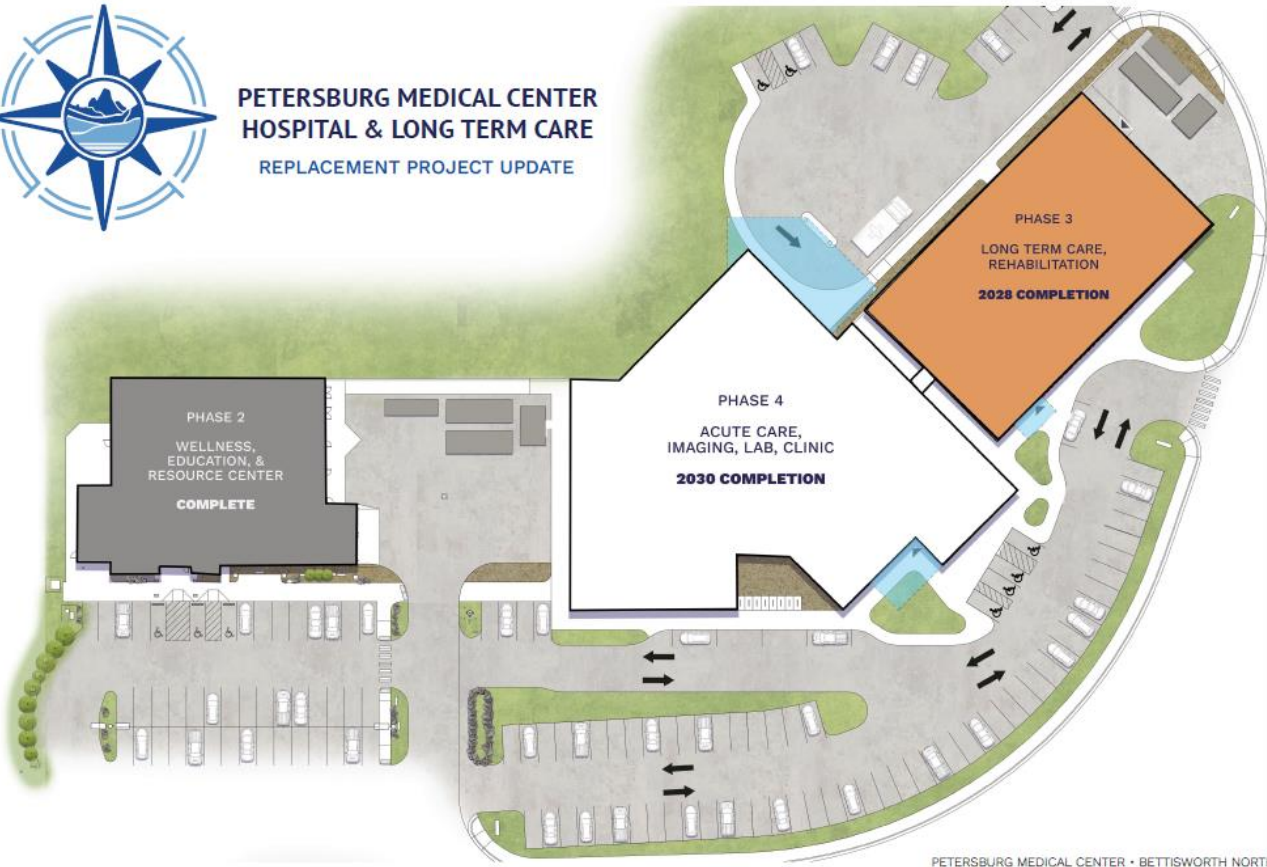 PETERSBURG MEDICAL CENTER
HOSPITAL & LONG TERM CARE
REPLACEMENT PROJECT UPDATE
PHASE 3
LONG TERM CARE,
REHABILITATION
2028 COMPLETION
PHASE 2
WELLNESS,
EDUCATION, &
RESOURCE CENTER
COMPLETE
PHASE 4
ACUTE CARE,
IMAGING, LAB, CLINIC
2030 COMPLETION
PETERSBURG MEDICAL CENTER • BETTISWORTH NORT